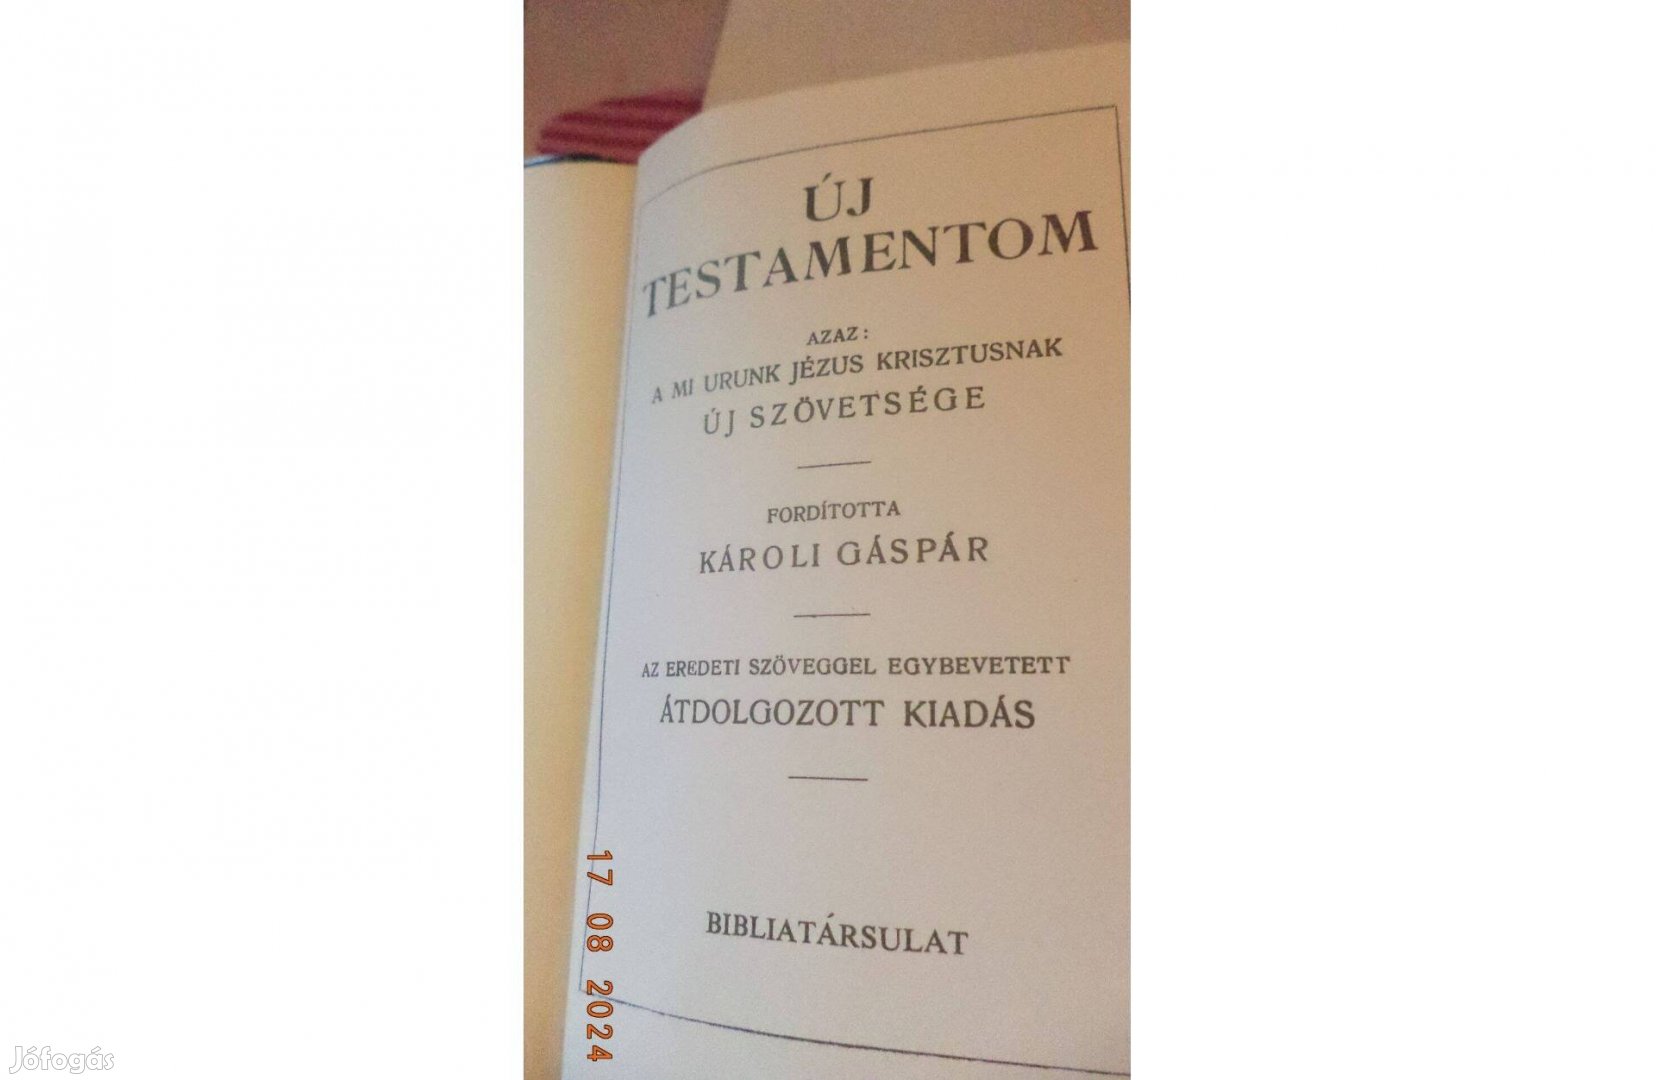 ÚJ
TESTAMENTOM
AZAZ:
A MI URUNK JÉZUS KRISZTUSNAK
ÚJ SZÖVETSÉGE
FORDÍTOTTA
KÁROLI GÁSPÁR
AZ EREDETI SZÖVEGGEL EGYBEVETETT
ÁTDOLGOZOTT KIADÁS
BIBLIATÁRSULAT
17 08 2024
Jófogás